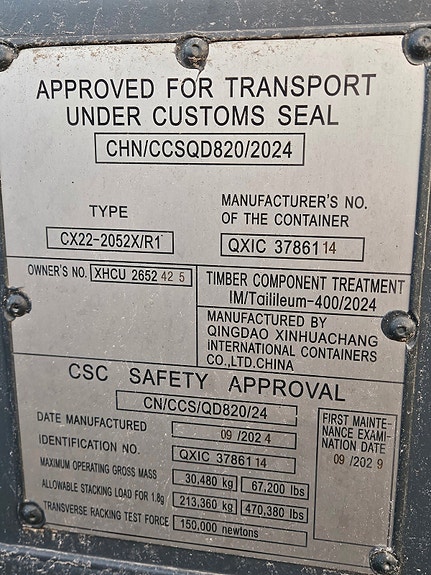 APPROVED FOR TRANSPORT
UNDER CUSTOMS SEAL
CHN/CCSQD820/2024
TYPE
CX22-2052X/R1
MANUFACTURER'S NO.
OF THE CONTAINER
QXIC 3786114
OWNER'S NO. XHCU 2652 42 5
TIMBER COMPONENT TREATMENT
IM/Tailileum-400/2024
MANUFACTURED BY
QINGDAO XINHUACHANG
INTERNATIONAL CONTAINERS
CO.,LTD.CHINA
CSC SAFETY APPROVAL
CN/CCS/QD820/24
DATE MANUFACTURED 09 /2024
IDENTIFICATION NO. QXIC 3786114
MAXIMUM OPERATING GROSS MASS 30,480 kg 67,200 lbs
ALLOWABLE STACKING LOAD FOR 1.8g 213,360 kg 470,380 lbs
TRANSVERSE RACKING TEST FORCE 150,000 newtons
FIRST MAINTE-
NANCE EXAMI-
NATION DATE
09 /2029